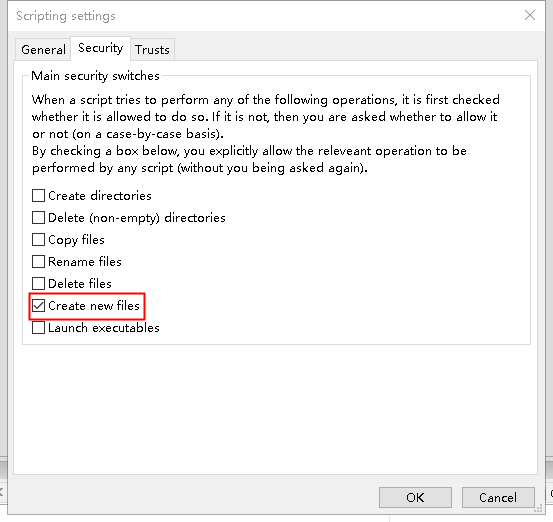 Scripting settings
General Security Trusts
Main security switches
When a script tries to perform any of the following operations, it is first checked
whether it is allowed to do so. If it is not, then you are asked whether to allow it
or not (on a case-by-case basis).
By checking a box below, you explicitly allow the releveant operation to be
performed by any script (without you being asked again).
Create directories
Delete (non-empty) directories
Copy files
Rename files
Delete files
Create new files
Launch executables
OK Cancel